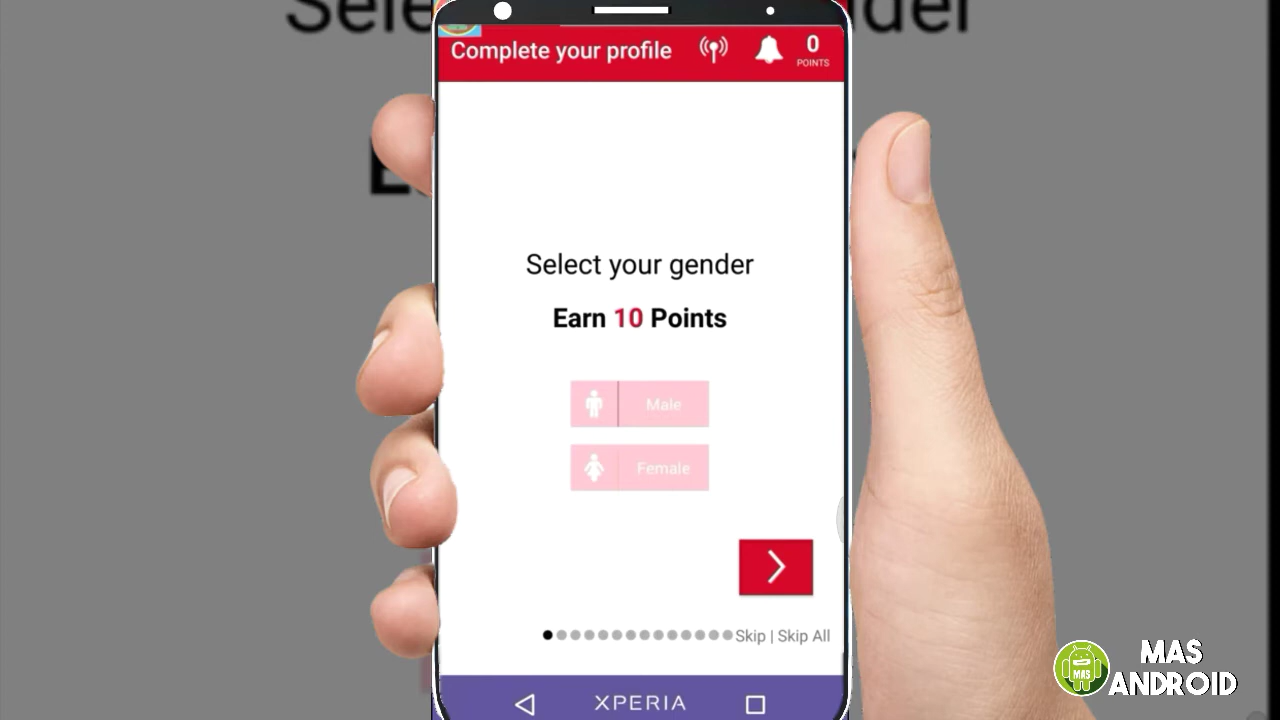 Complete your profile
0
POINTS
Select your gender
Earn 10 Points
Male
Female
Skip | Skip All
XPERIA
MAS
MAS
ANDROID